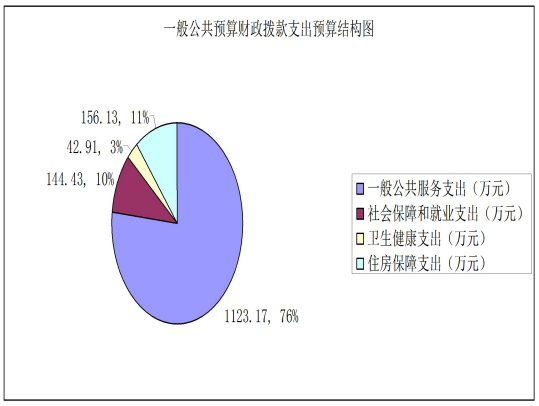 一般公共预算财政拨款支出预算结构图
156.13, 11%
42.91, 3%
144.43, 10%
1123.17, 76%
一般公共服务支出（万元）
社会保障和就业支出（万元）
卫生健康支出（万元）
住房保障支出（万元）